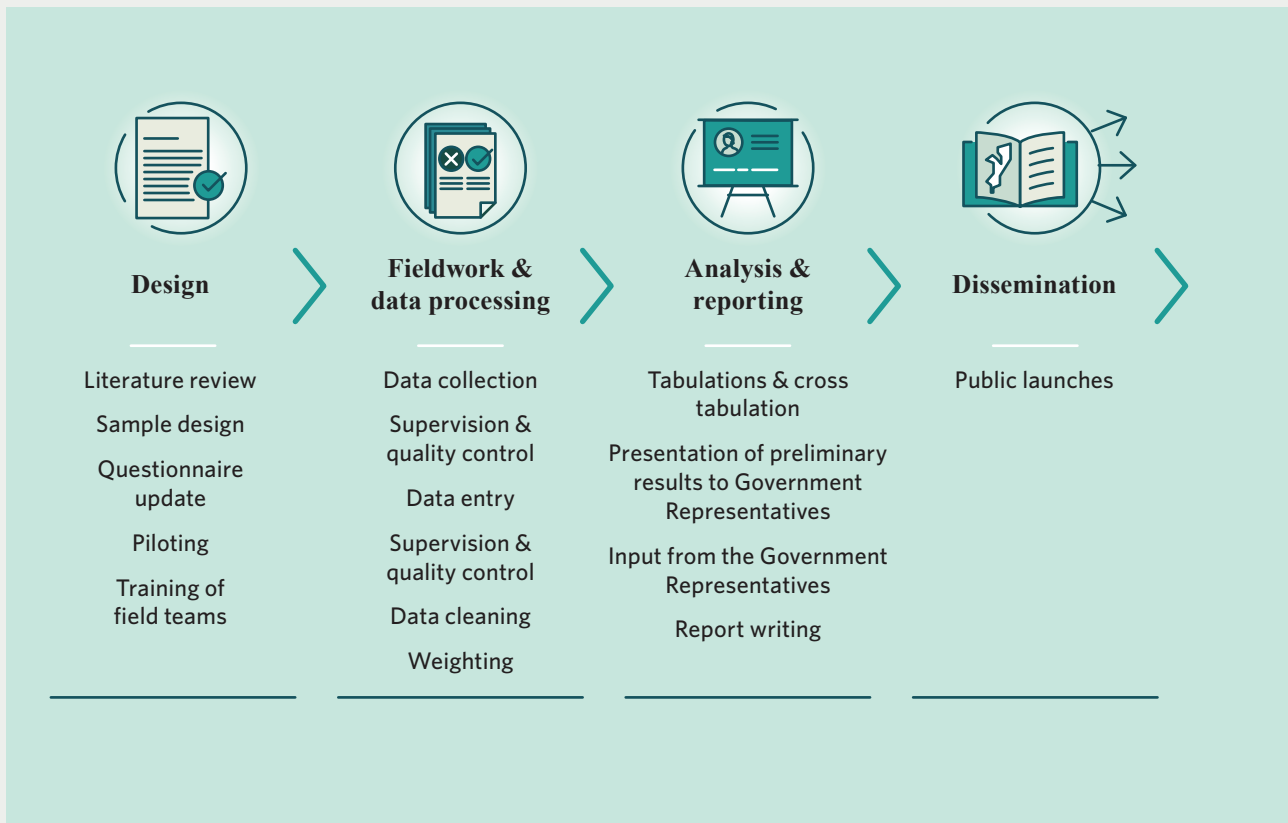 Design
Literature review
Sample design
Questionnaire
update
Piloting
Training of
field teams
Fieldwork &
data processing
Data collection
Supervision &
quality control
Data entry
Supervision &
quality control
Data cleaning
Weighting
Analysis &
reporting
Tabulations & cross
tabulation
Presentation of preliminary
results to Government
Representatives
Input from the Government
Representatives
Report writing
Dissemination
Public launches